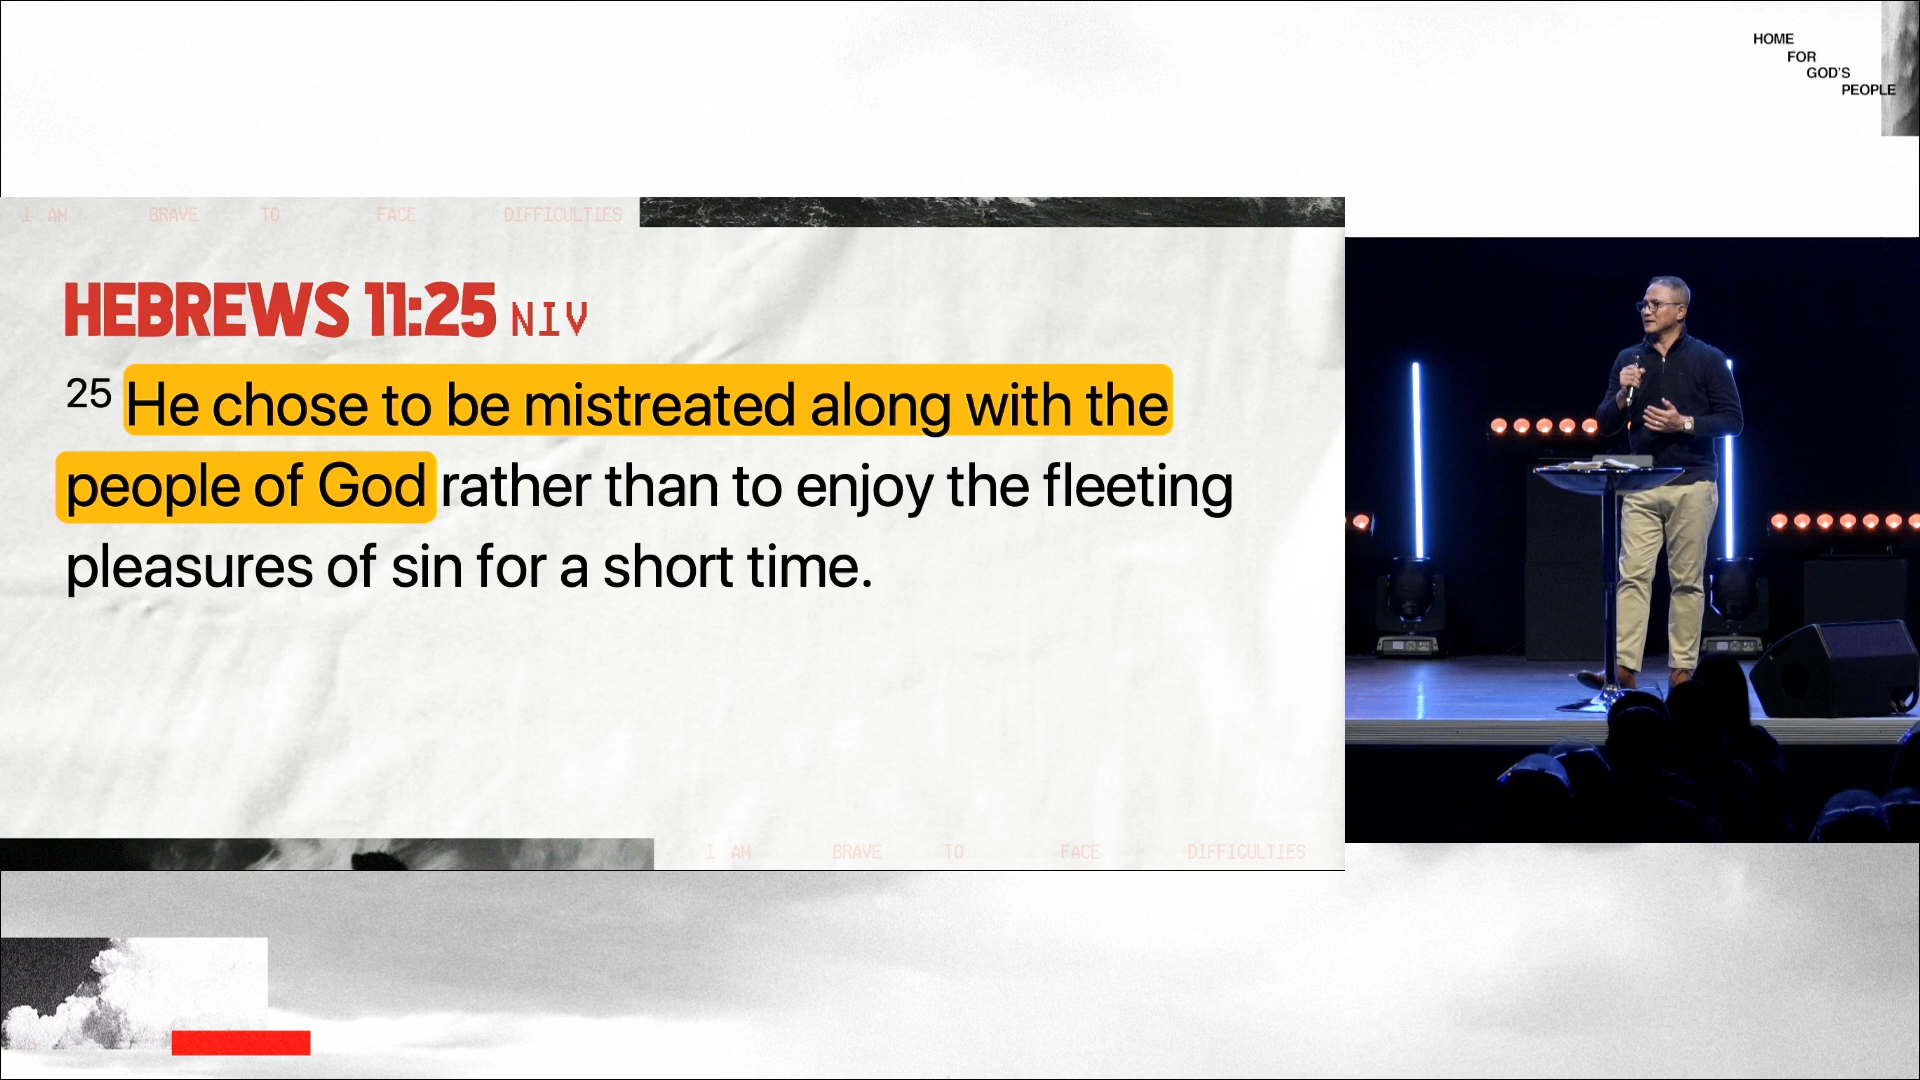 HOME
FOR
GOD'S
PEOPLE
I AM BRAVE TO FACE DIFFICULTIES
HEBREWS 11:25 NIV
25 He chose to be mistreated along with the
people of God rather than to enjoy the fleeting
pleasures of sin for a short time.
I AM BRAVE TO FACE DIFFICULTIES